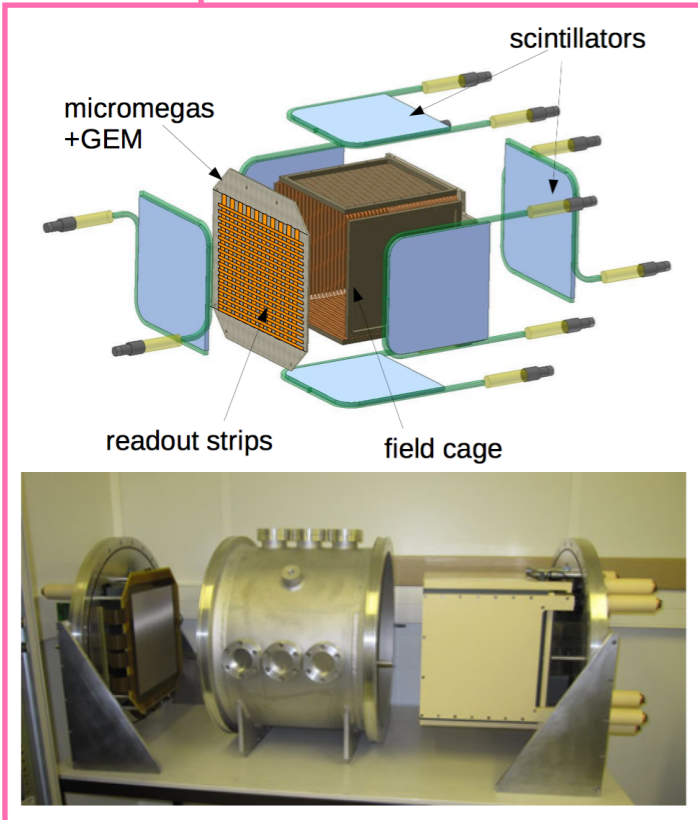 scintillators
micromegas
+GEM
readout strips
field cage